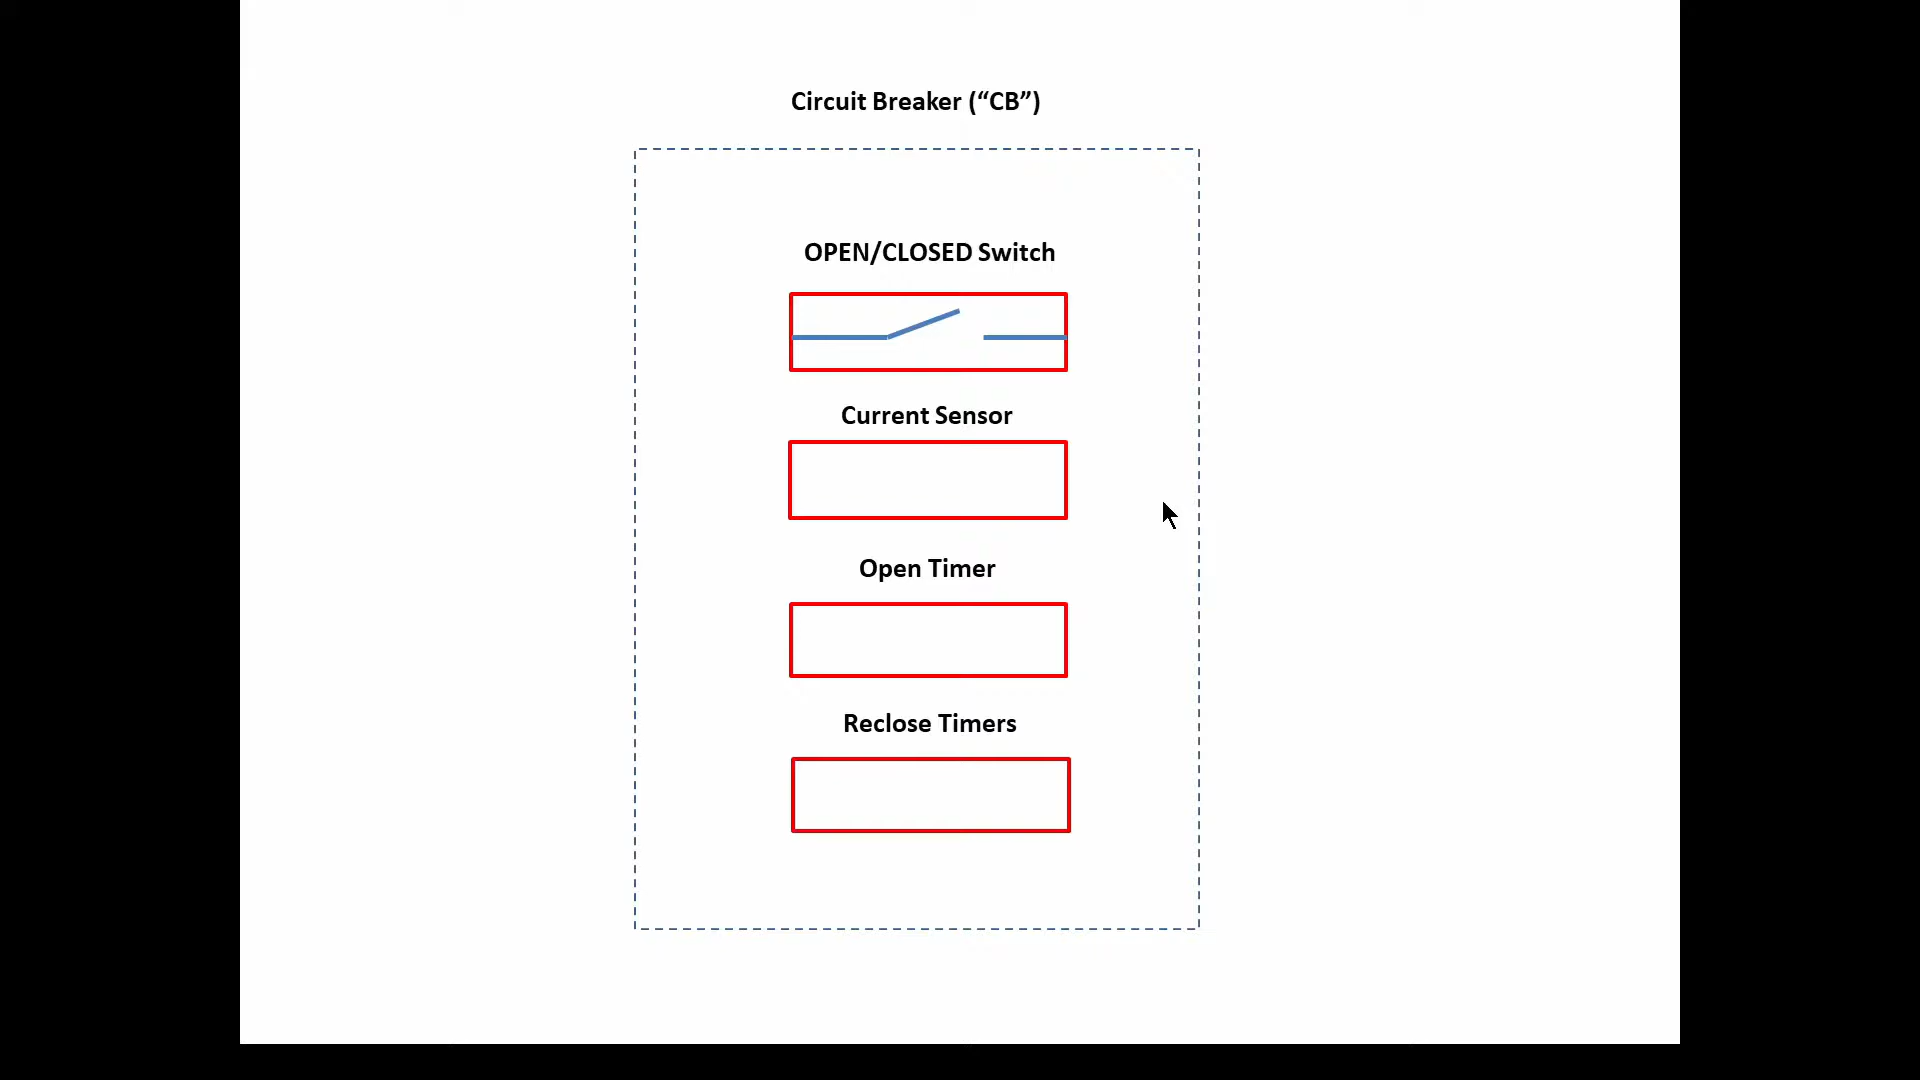 Circuit Breaker (“CB”)
OPEN/CLOSED Switch
Current Sensor
Open Timer
Reclose Timers